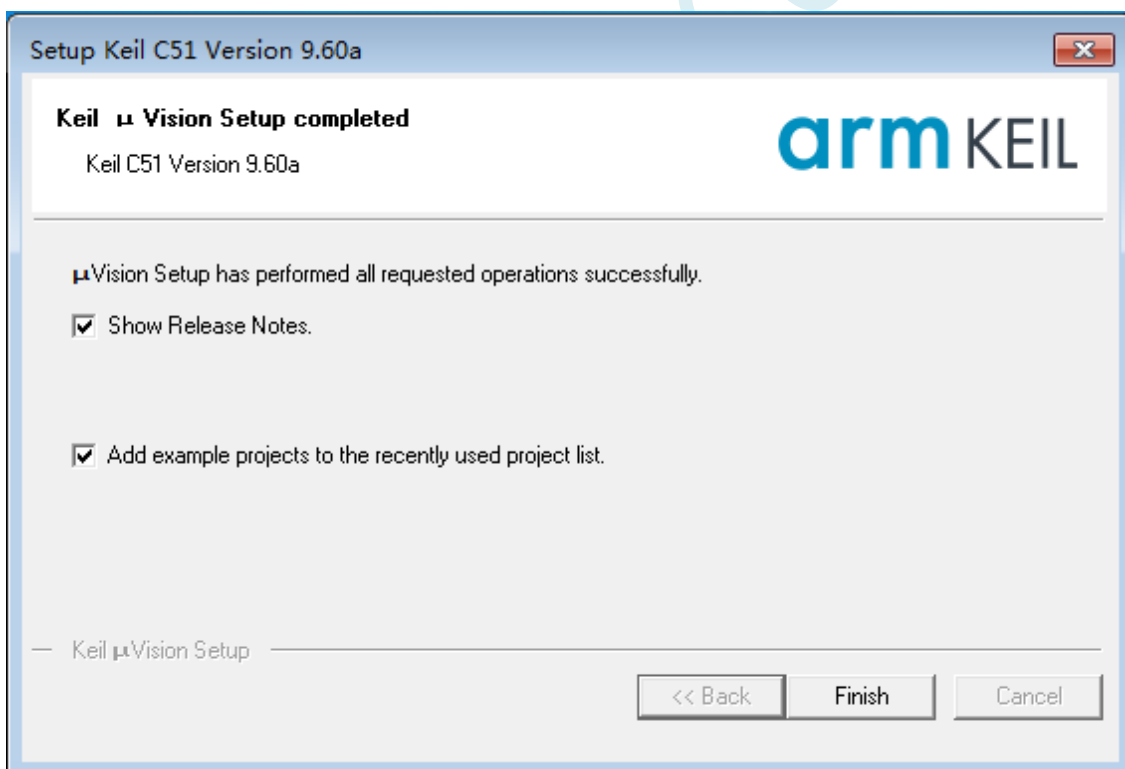 Setup Keil C51 Version 9.60a
Keil μ Vision Setup completed
Keil C51 Version 9.60a
arm KEIL
μVision Setup has performed all requested operations successfully.
Show Release Notes.
Add example projects to the recently used project list.
Keil μVision Setup
<< Back
Finish
Cancel